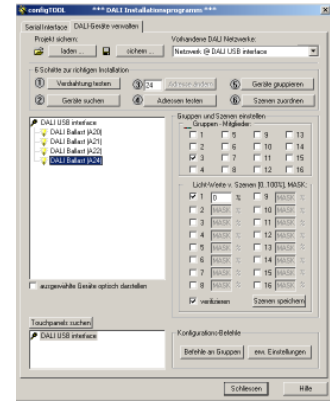 configTOOL *** DALI Installationsprogramm ***
Serial Interface DALI-Geräte verwalten
Projekt sichern: Vorhandene DALI Netzwerke:
laden ... sichern ... Netzwerk @ DALI USB interface
6 Schritte zur richtigen Installation
1 Verdrahtung testen 3 24 Adresse ändern 5 Geräte gruppieren
2 Geräte suchen 4 Adressen testen 6 Szenen zuordnen
DALI USB interface
DALI Ballast (A20)
DALI Ballast (A21)
DALI Ballast (A22)
DALI Ballast (A24)
ausgewählte Geräte optisch darstellen
Gruppen und Szenen einstellen
Gruppen - Mitglieder
1 5 9 13
2 6 10 14
3 7 11 15
4 8 12 16
Licht-Werte v. Szenen [0..100%], MASK:
1 0 % 9 MASK %
2 MASK % 10 MASK %
3 MASK % 11 MASK %
4 MASK % 12 MASK %
5 MASK % 13 MASK %
6 MASK % 14 MASK %
7 MASK % 15 MASK %
8 MASK % 16 MASK %
verifizieren Szenen speichern
Touchpanels suchen
DALI USB interface
Konfigurations-Befehle
Befehle an Gruppen erw. Einstellungen
Schliessen Hilfe